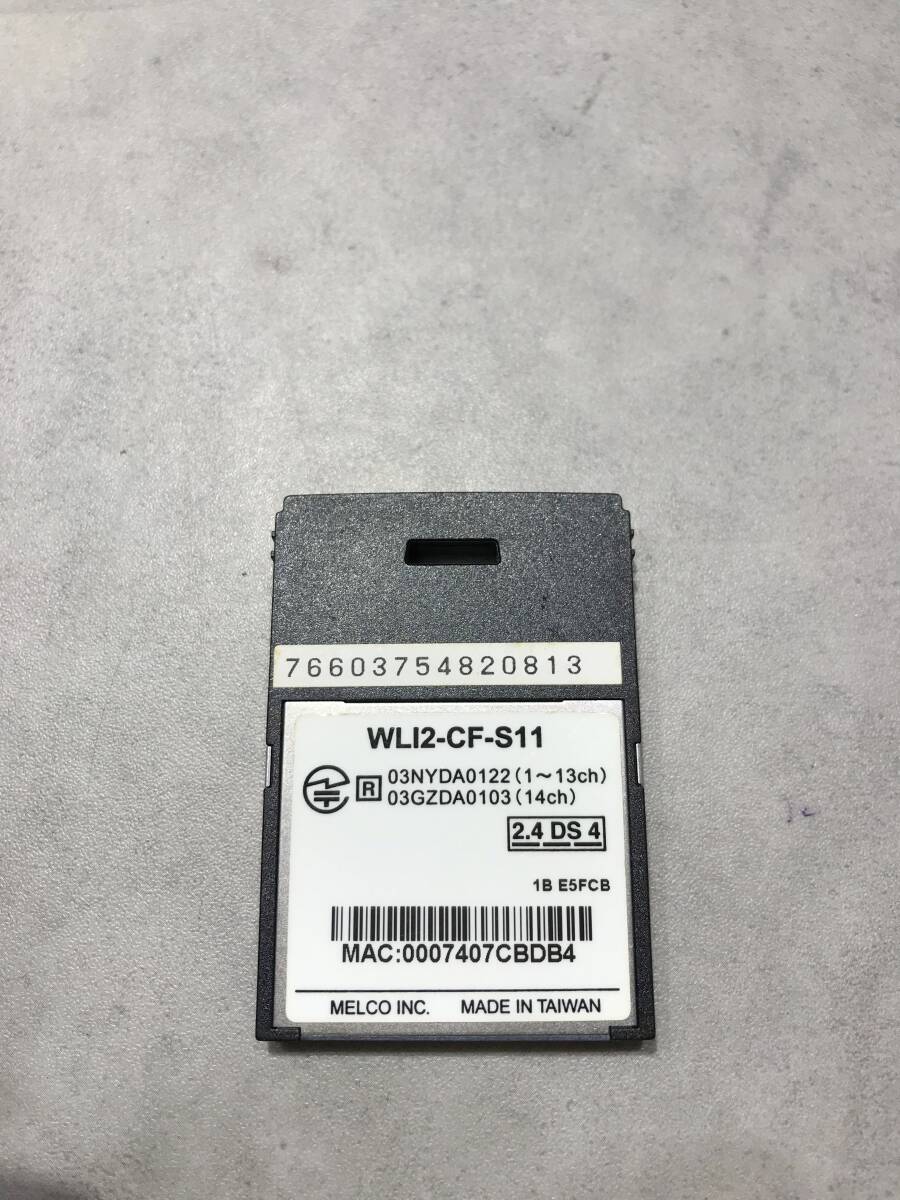 76603754820813
WLI2-CF-S11
R 03NYDA0122(1～13ch)
03GZDA0103(14ch)
2.4 DS 4
1B E5FCB
MAC:0007407CBDB4
MELCO INC. MADE IN TAIWAN